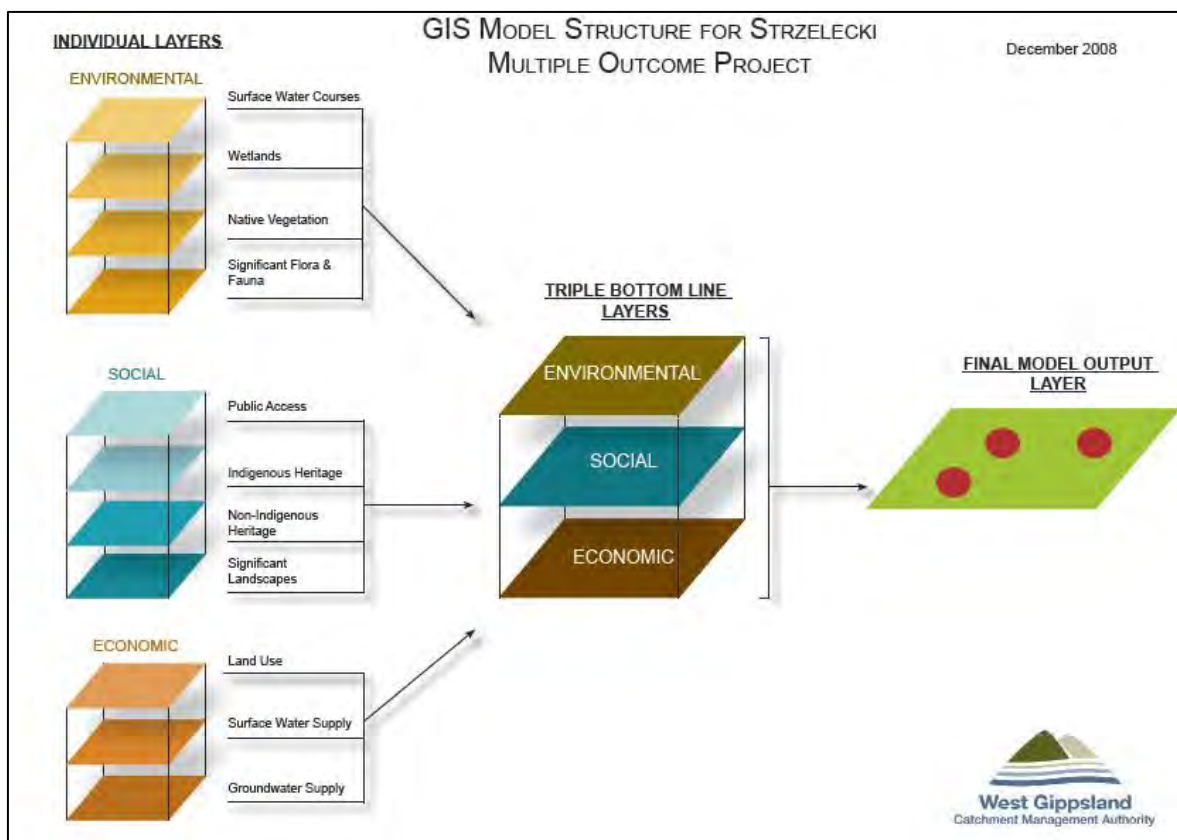 GIS MODEL STRUCTURE FOR STRZELECKI
MULTIPLE OUTCOME PROJECT
December 2008
INDIVIDUAL LAYERS
ENVIRONMENTAL
Surface Water Courses
Wetlands
Native Vegetation
Significant Flora &
Fauna
SOCIAL
Public Access
Indigenous Heritage
Non-Indigenous
Heritage
Significant
Landscapes
ECONOMIC
Land Use
Surface Water Supply
Groundwater Supply
TRIPLE BOTTOM LINE
LAYERS
ENVIRONMENTAL
SOCIAL
ECONOMIC
FINAL MODEL OUTPUT
LAYER
West Gippsland
Catchment Management Authority